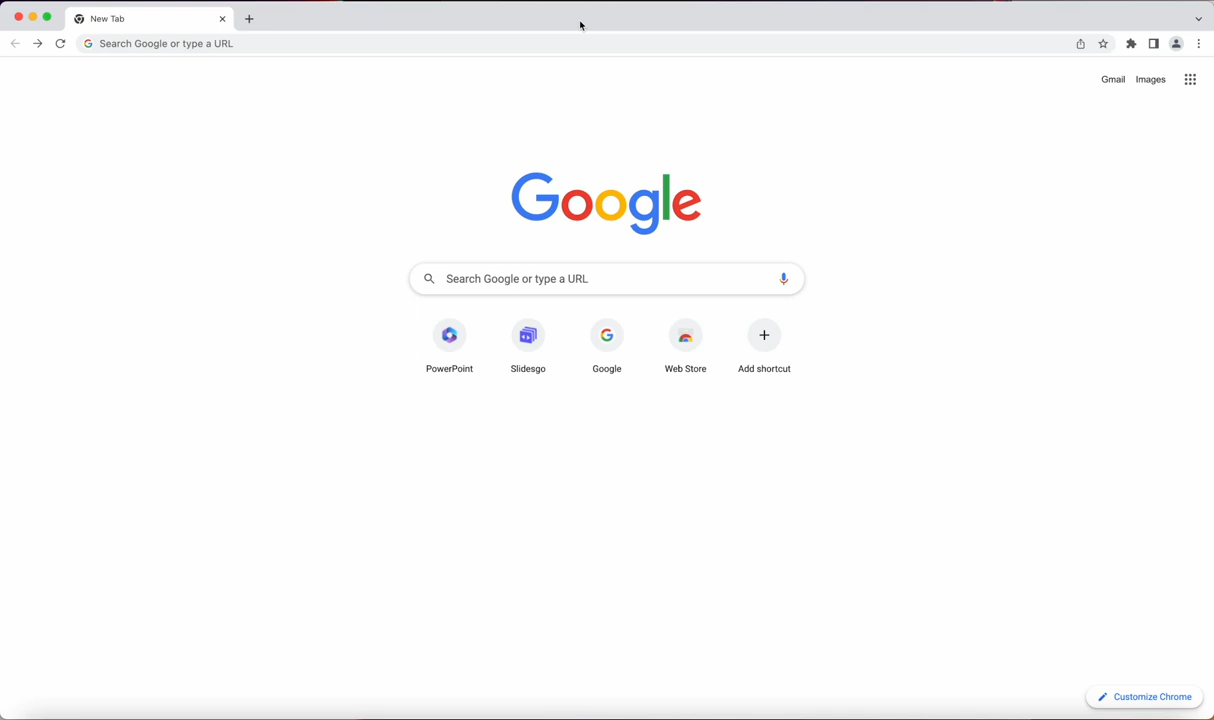 New Tab
Search Google or type a URL
Gmail Images
Google
Search Google or type a URL
PowerPoint Slidesgo Google Web Store Add shortcut
Customize Chrome